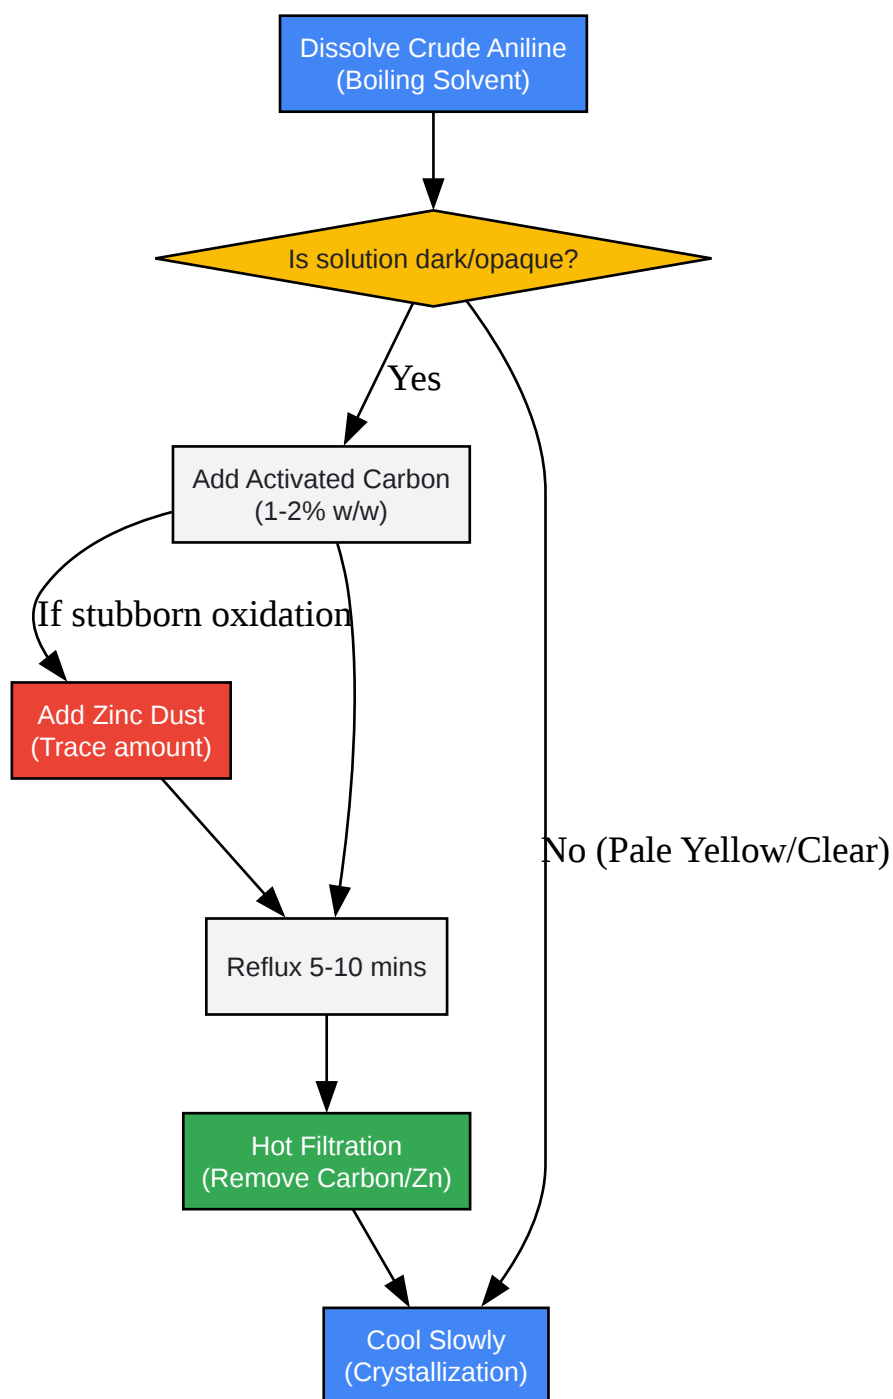 Dissolve Crude Aniline
(Boiling Solvent)
Is solution dark/opaque?
Yes
Add Activated Carbon
(1-2% w/w)
If stubborn oxidation
Add Zinc Dust
(Trace amount)
No (Pale Yellow/Clear)
Reflux 5-10 mins
Hot Filtration
(Remove Carbon/Zn)
Cool Slowly
(Crystallization)